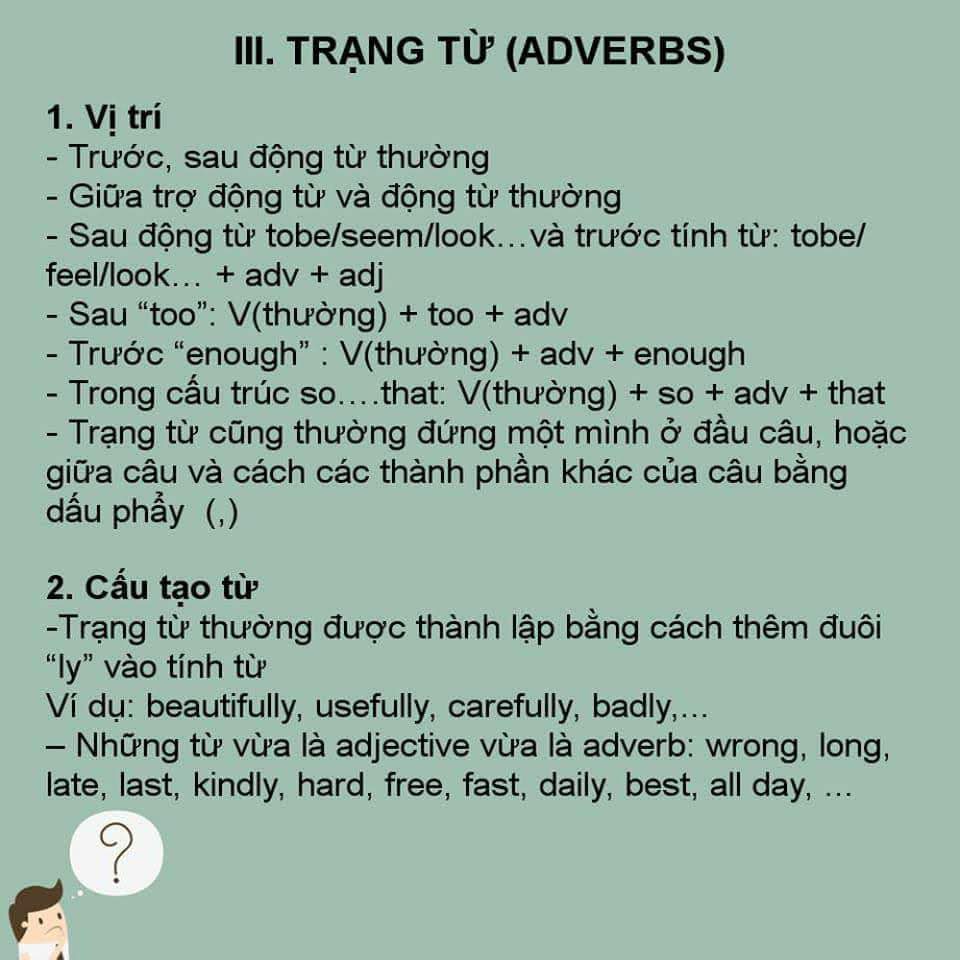 III. TRẠNG TỪ (ADVERBS)
1. Vị trí
- Trước, sau động từ thường
- Giữa trợ động từ và động từ thường
- Sau động từ tobe/seem/look...và trước tính từ: tobe/
feel/look... + adv + adj
- Sau “too”: V(thường) + too + adv
- Trước “enough” : V(thường) + adv + enough
- Trong cấu trúc so....that: V(thường) + so + adv + that
- Trạng từ cũng thường đứng một mình ở đầu câu, hoặc
giữa câu và cách các thành phần khác của câu bằng
dấu phẩy (,)
2. Cấu tạo từ
-Trạng từ thường được thành lập bằng cách thêm đuôi
“ly” vào tính từ
Ví dụ: beautifully, usefully, carefully, badly,...
– Những từ vừa là adjective vừa là adverb: wrong, long,
late, last, kindly, hard, free, fast, daily, best, all day, ...
?